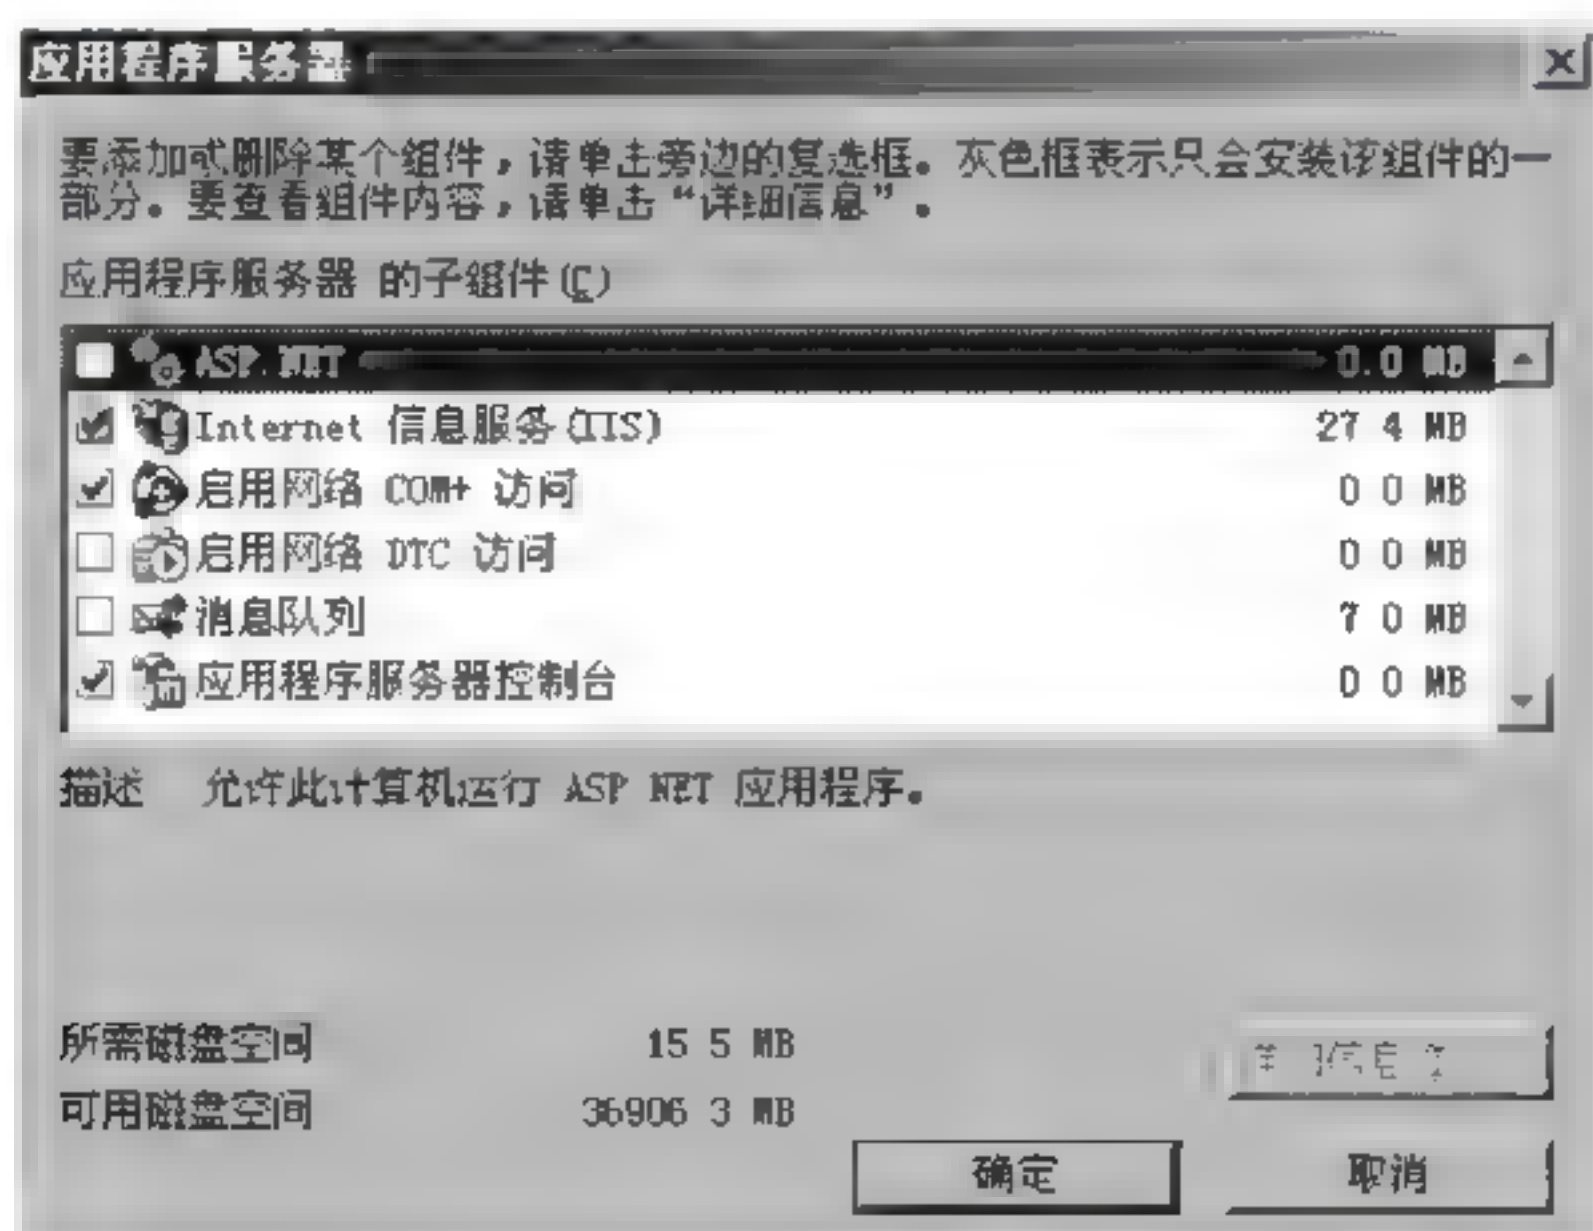 应用程序服务器
要添加或删除某个组件，请单击旁边的复选框。灰色框表示只会安装该组件的一
部分。要查看组件内容，请单击“详细信息”。
应用程序服务器 的子组件(C)
ASP.NET 0.0 MB
Internet 信息服务(IIS) 27 4 MB
启用网络 COM+ 访问 0 0 MB
启用网络 DTC 访问 0 0 MB
消息队列 7 0 MB
应用程序服务器控制台 0 0 MB
描述 允许此计算机运行 ASP NET 应用程序。
所需磁盘空间 15 5 MB
可用磁盘空间 36906 3 MB
确定 取消